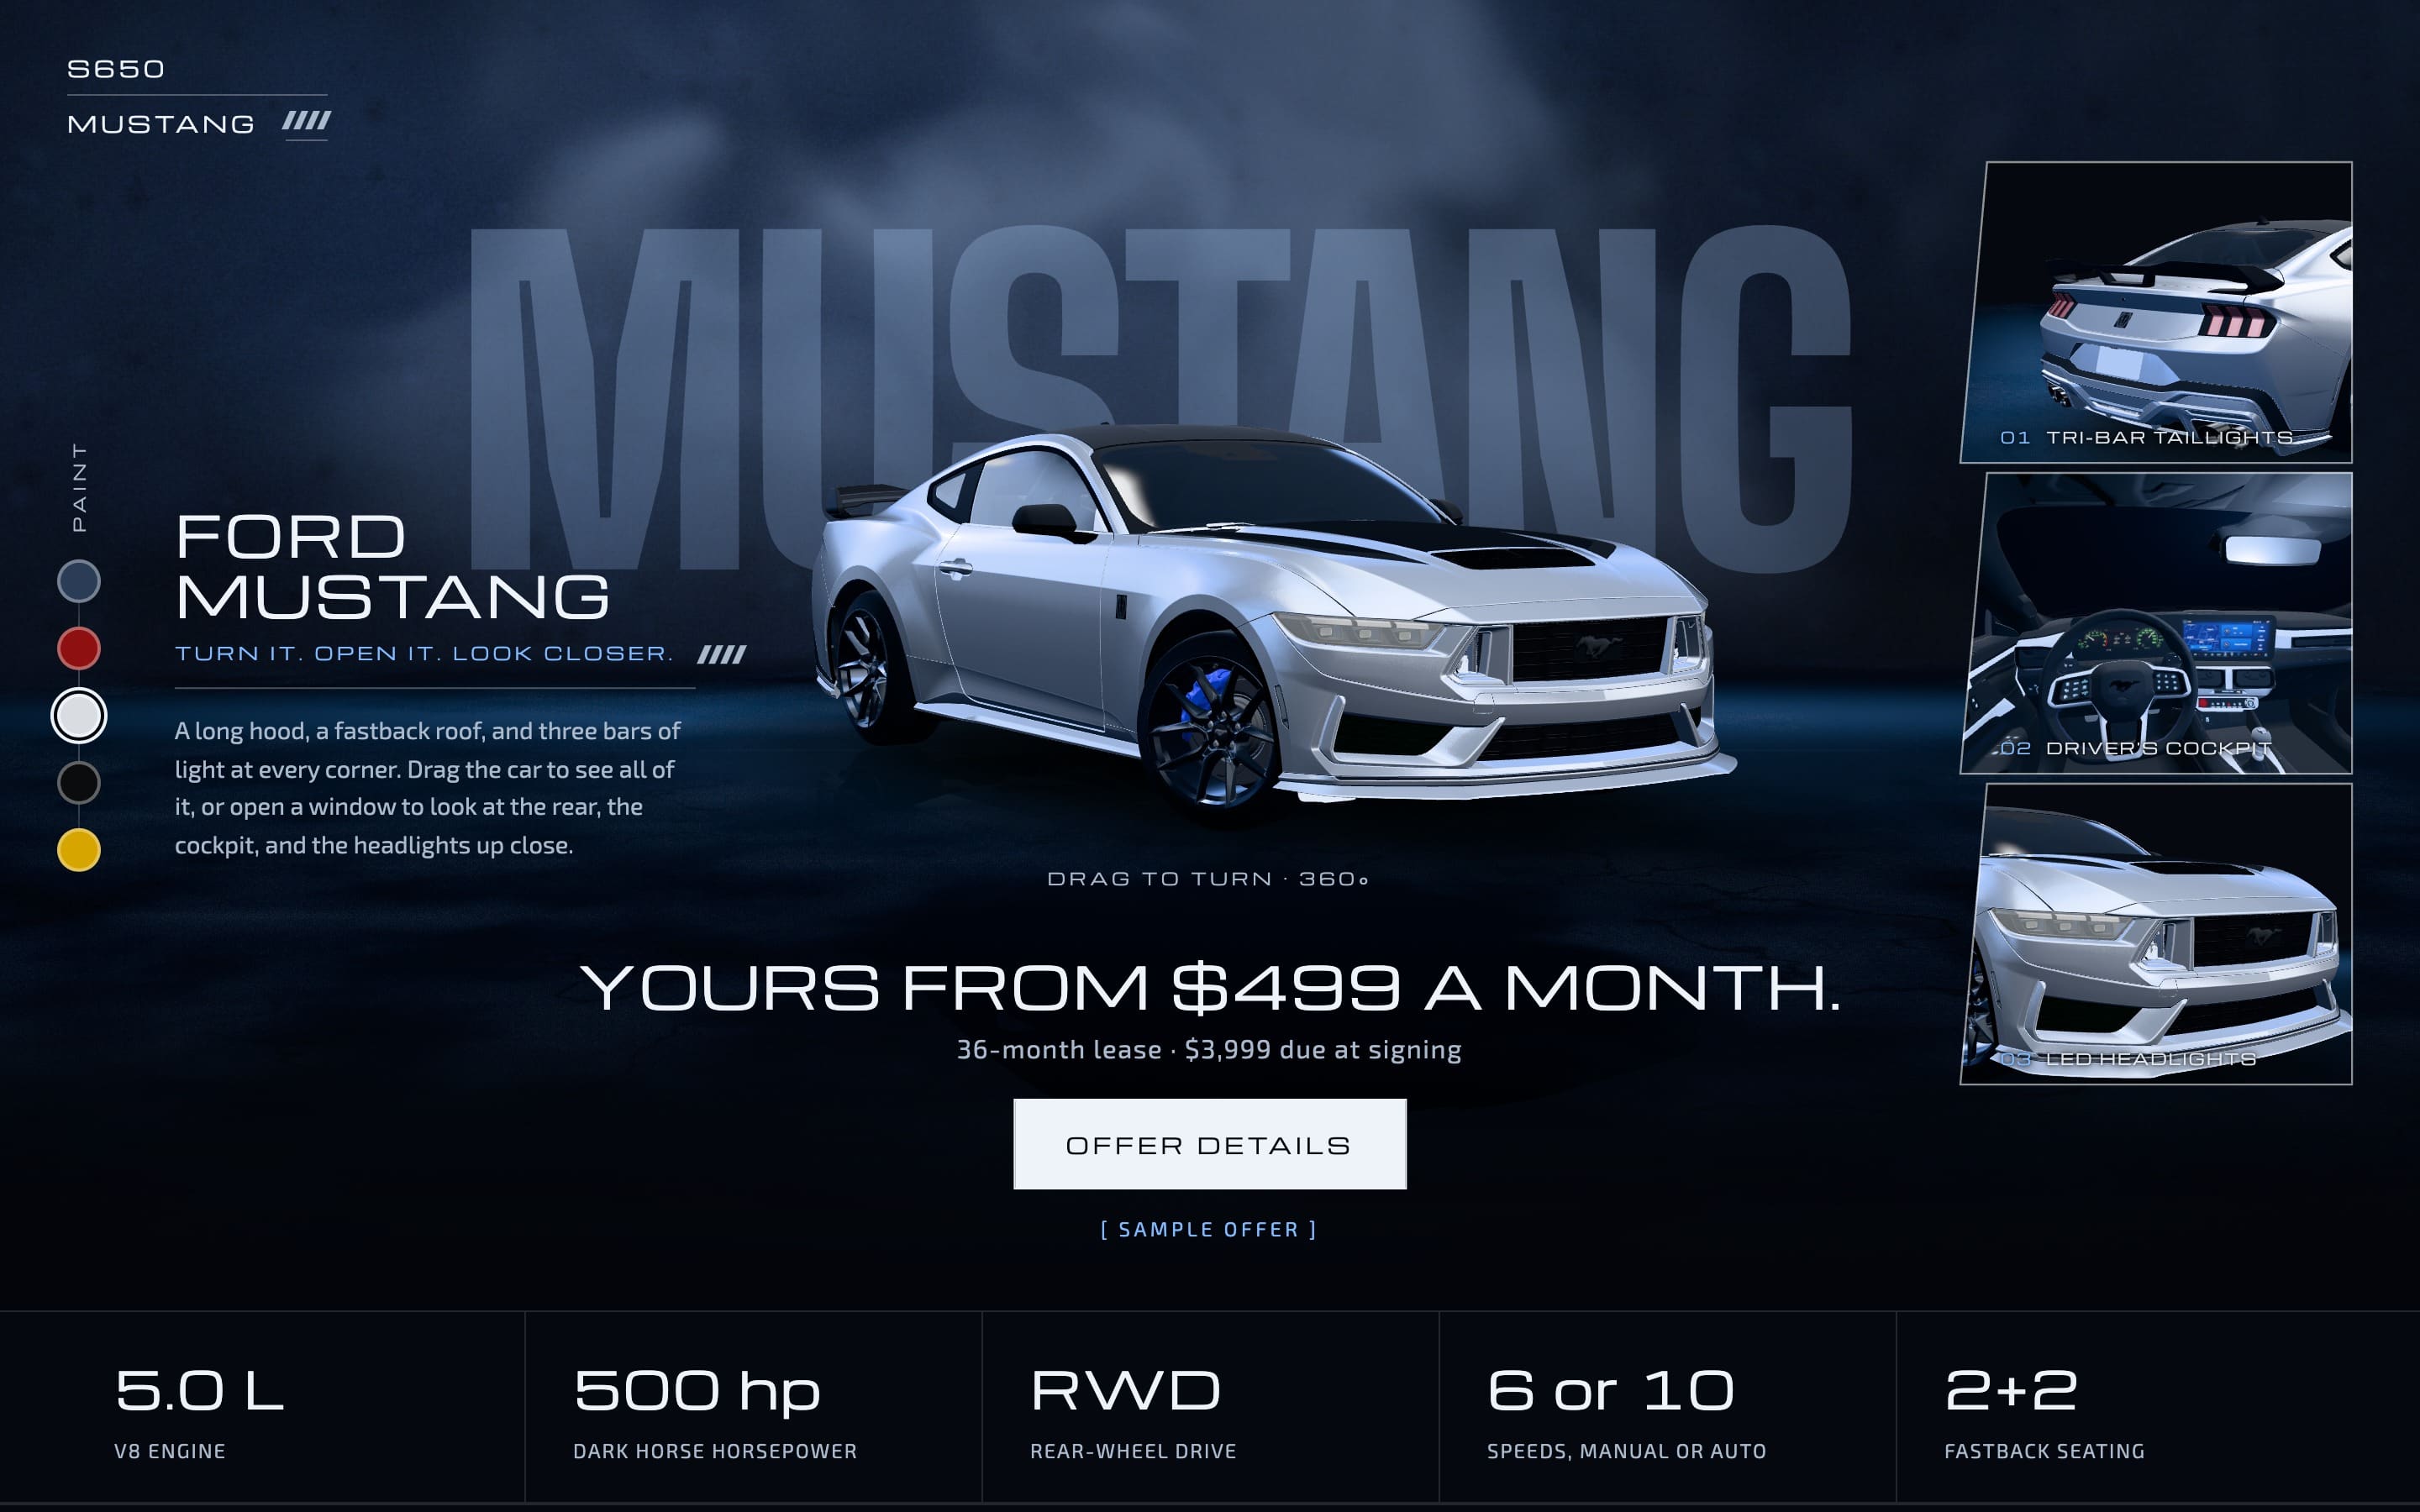 S650
MUSTANG
MUSTANG
PAINT
FORD
MUSTANG
TURN IT. OPEN IT. LOOK CLOSER.
A long hood, a fastback roof, and three bars of
light at every corner. Drag the car to see all of
it, or open a window to look at the rear, the
cockpit, and the headlights up close.
01 TRI-BAR TAILLIGHTS
02 DRIVER'S COCKPIT
03 LED HEADLIGHTS
DRAG TO TURN · 360°
YOURS FROM $499 A MONTH.
36-month lease · $3,999 due at signing
OFFER DETAILS
[ SAMPLE OFFER ]
5.0 L
V8 ENGINE
500 hp
DARK HORSE HORSEPOWER
RWD
REAR-WHEEL DRIVE
6 or 10
SPEEDS, MANUAL OR AUTO
2+2
FASTBACK SEATING